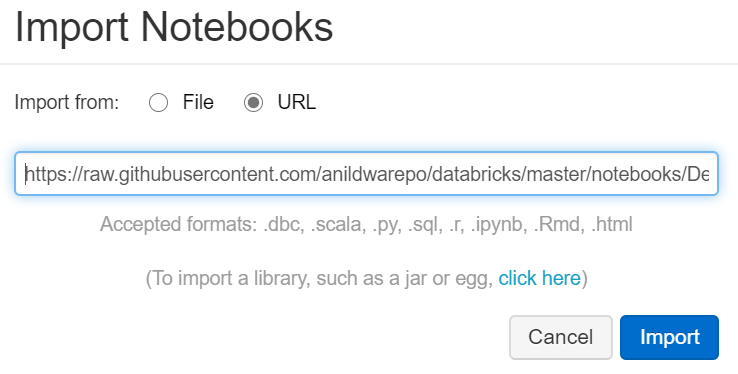 Import Notebooks
Import from: File URL
https://raw.githubusercontent.com/anildwarepo/databricks/master/notebooks/De
Accepted formats: .dbc, .scala, .py, .sql, .r, .ipynb, .Rmd, .html
(To import a library, such as a jar or egg, click here)
Cancel Import